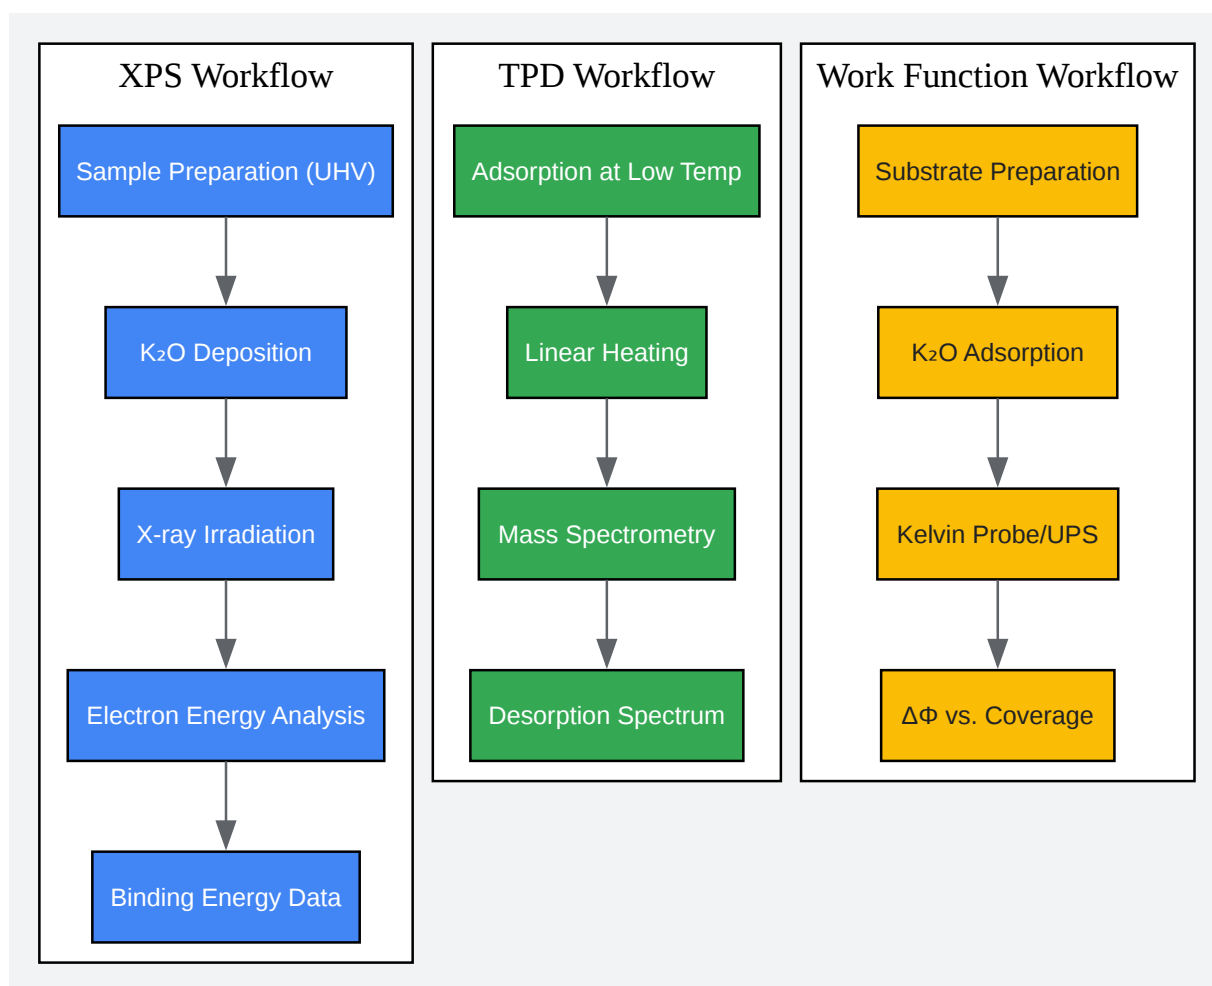 XPS Workflow
Sample Preparation (UHV)
K₂O Deposition
X-ray Irradiation
Electron Energy Analysis
Binding Energy Data
TPD Workflow
Adsorption at Low Temp
Linear Heating
Mass Spectrometry
Desorption Spectrum
Work Function Workflow
Substrate Preparation
K₂O Adsorption
Kelvin Probe/UPS
ΔΦ vs. Coverage